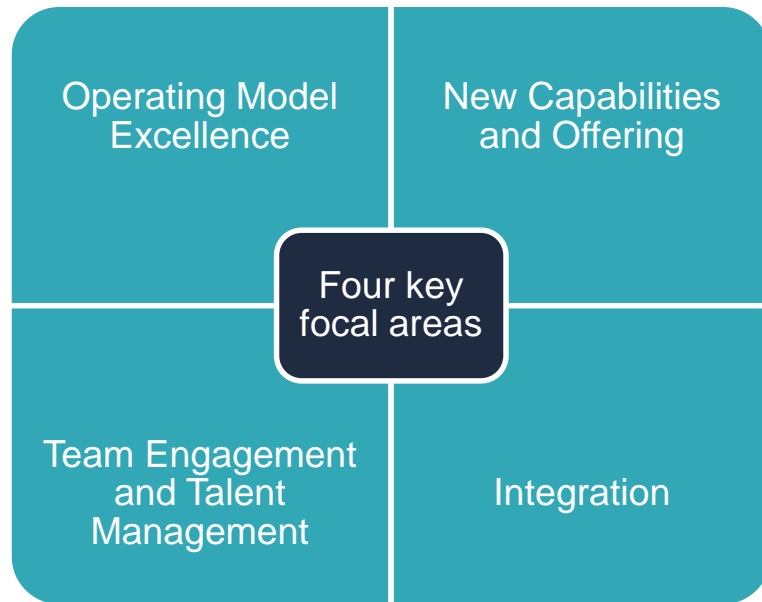 Operating Model
Excellence
New Capabilities
and Offering
Four key
focal areas
Team Engagement
and Talent
Management
Integration